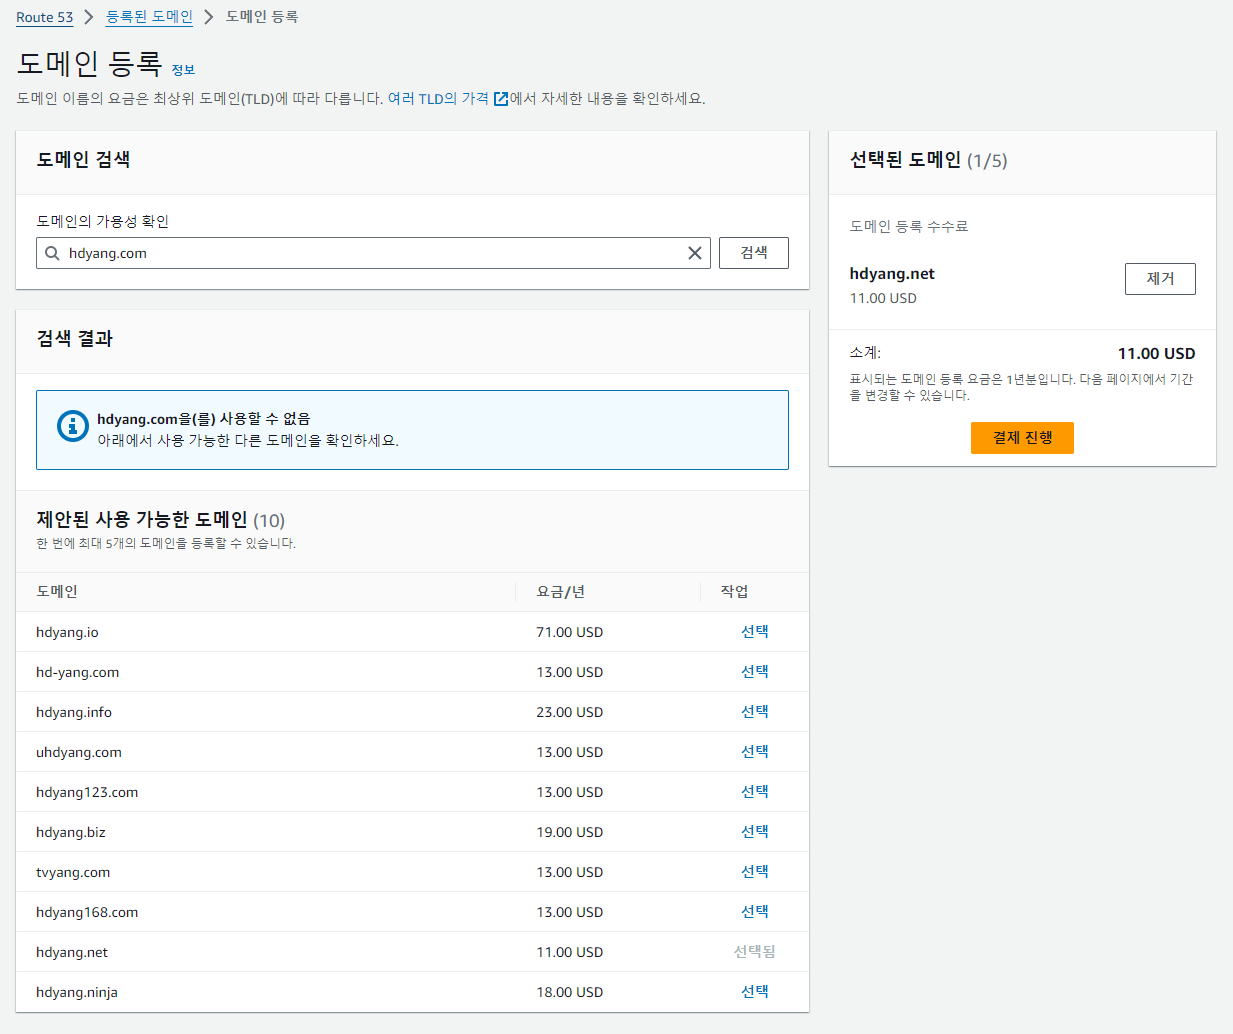 Route 53 > 등록된 도메인 > 도메인 등록
도메인 등록 정보
도메인 이름의 요금은 최상위 도메인(TLD)에 따라 다릅니다. 여러 TLD의 가격 에서 자세한 내용을 확인하세요.
도메인 검색
도메인의 가용성 확인
hdyang.com
검색
검색 결과
hdyang.com을(를) 사용할 수 없음
아래에서 사용 가능한 다른 도메인을 확인하세요.
제안된 사용 가능한 도메인 (10)
한 번에 최대 5개의 도메인을 등록할 수 있습니다.
도메인 요금/년 작업
hdyang.io 71.00 USD 선택
hd-yang.com 13.00 USD 선택
hdyang.info 23.00 USD 선택
uhdyang.com 13.00 USD 선택
hdyang123.com 13.00 USD 선택
hdyang.biz 19.00 USD 선택
tvyang.com 13.00 USD 선택
hdyang168.com 13.00 USD 선택
hdyang.net 11.00 USD 선택됨
hdyang.ninja 18.00 USD 선택
선택된 도메인 (1/5)
도메인 등록 수수료
hdyang.net
11.00 USD
제거
소계: 11.00 USD
표시되는 도메인 등록 요금은 1년분입니다. 다음 페이지에서 기간
을 변경할 수 있습니다.
결제 진행